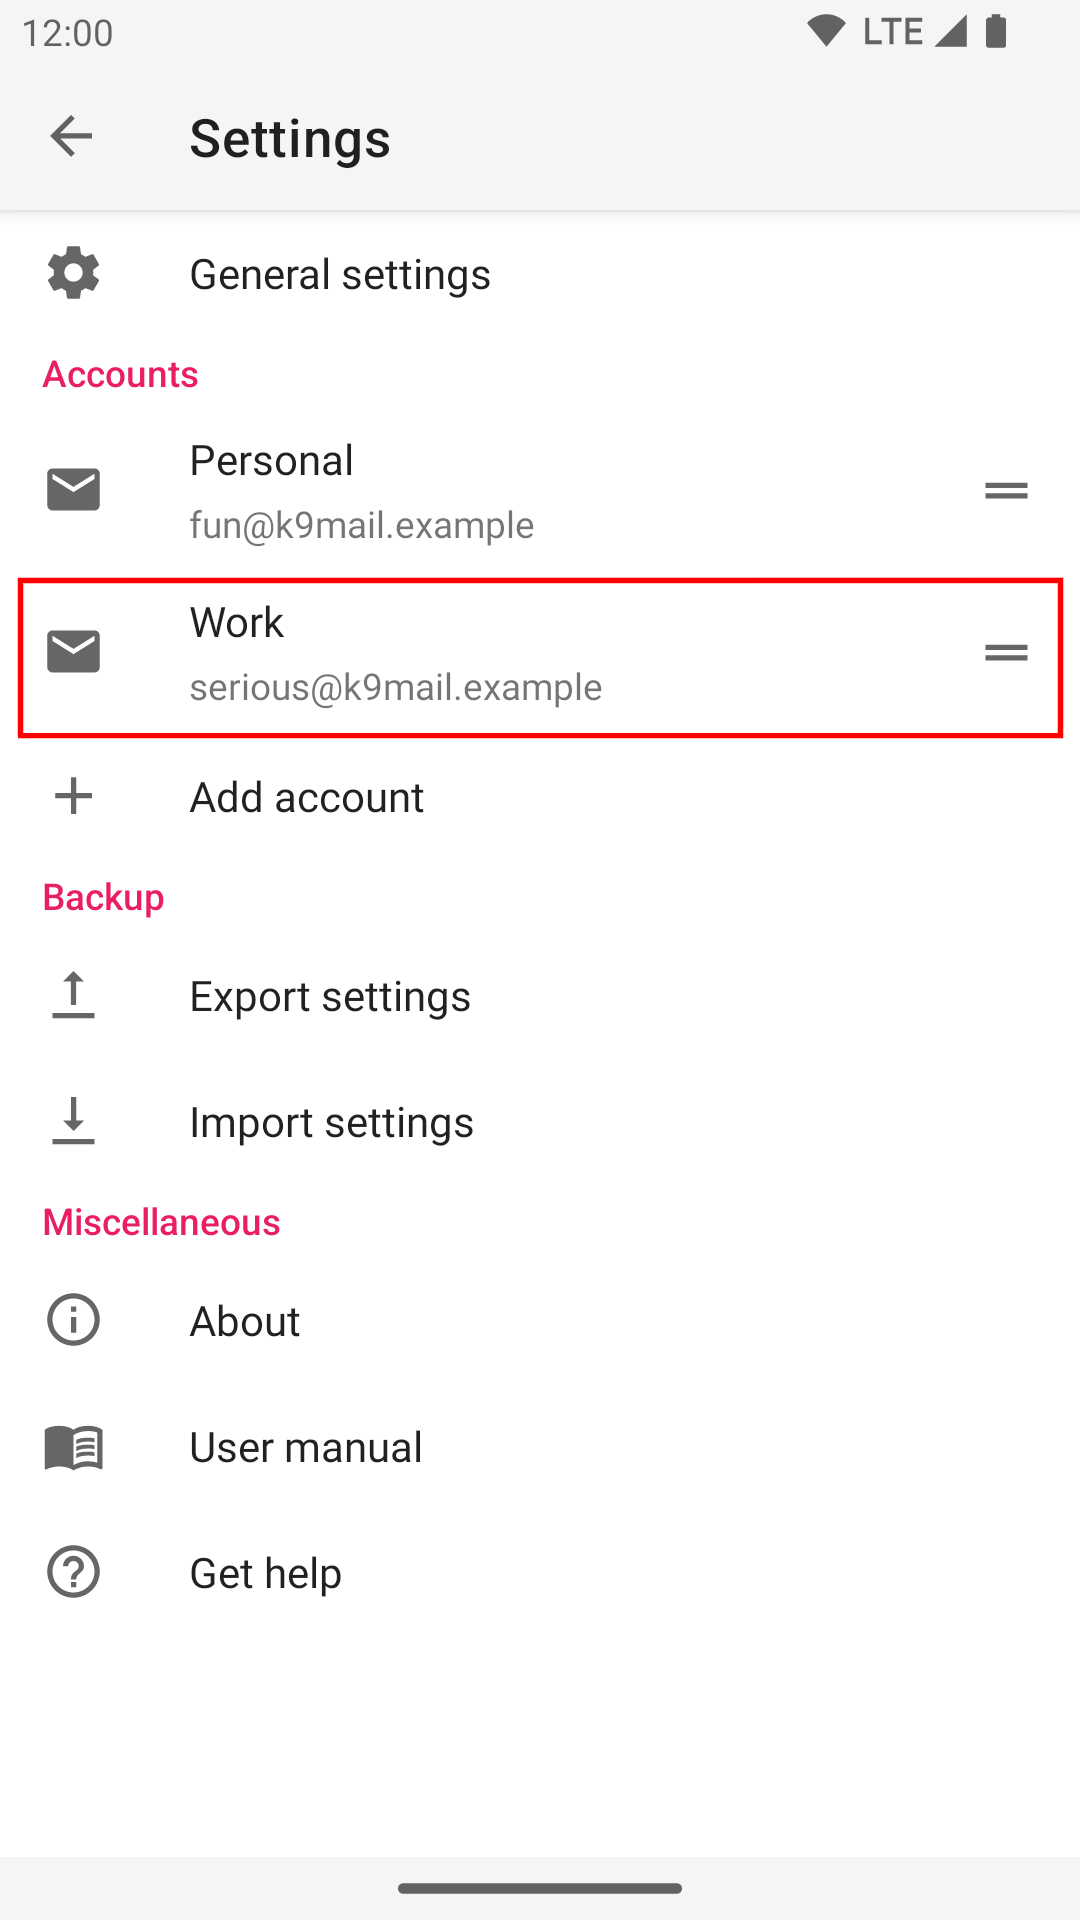 12:00
LTE
Settings
General settings
Accounts
Personal
fun@k9mail.example
Work
serious@k9mail.example
Add account
Backup
Export settings
Import settings
Miscellaneous
About
User manual
Get help